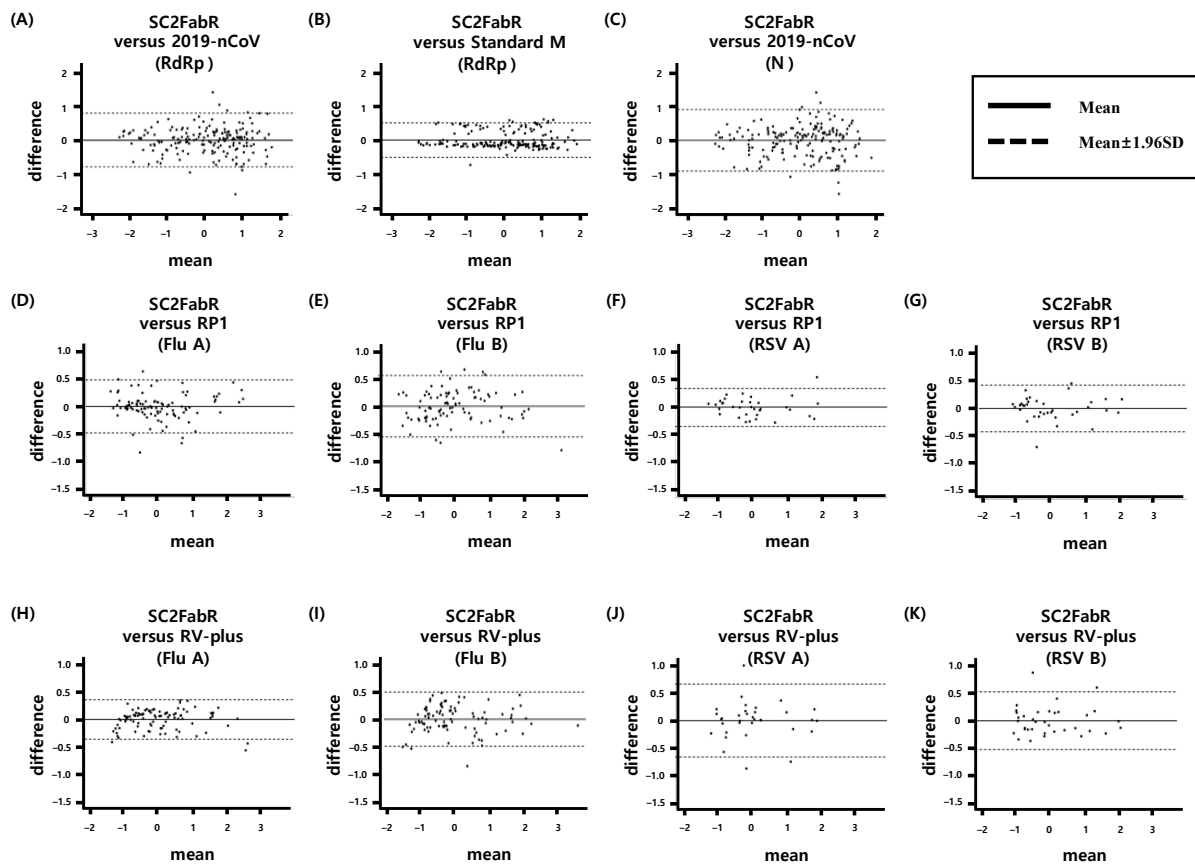 (A)
SC2FabR
versus 2019-nCoV
(RdRp )
difference
2
1
0
−1
−2
−3
−2
−1
0
1
2
mean
(B)
SC2FabR
versus Standard M
(RdRp )
difference
2
1
0
−1
−2
−3
−2
−1
0
1
2
mean
(C)
SC2FabR
versus 2019-nCoV
(N )
difference
2
1
0
−1
−2
−3
−2
−1
0
1
2
mean
Mean
Mean±1.96SD
(D)
SC2FabR
versus RP1
(Flu A)
difference
1.0
0.5
0
−0.5
−1.0
−1.5
−2
−1
0
1
2
3
mean
(E)
SC2FabR
versus RP1
(Flu B)
difference
1.0
0.5
0
−0.5
−1.0
−1.5
−2
−1
0
1
2
3
mean
(F)
SC2FabR
versus RP1
(RSV A)
difference
1.0
0.5
0
−0.5
−1.0
−1.5
−2
−1
0
1
2
3
mean
(G)
SC2FabR
versus RP1
(RSV B)
difference
1.0
0.5
0
−0.5
−1.0
−1.5
−2
−1
0
1
2
3
mean
(H)
SC2FabR
versus RV-plus
(Flu A)
difference
1.0
0.5
0
−0.5
−1.0
−1.5
−2
−1
0
1
2
3
mean
(I)
SC2FabR
versus RV-plus
(Flu B)
difference
1.0
0.5
0
−0.5
−1.0
−1.5
−2
−1
0
1
2
3
mean
(J)
SC2FabR
versus RV-plus
(RSV A)
difference
1.0
0.5
0
−0.5
−1.0
−1.5
−2
−1
0
1
2
3
mean
(K)
SC2FabR
versus RV-plus
(RSV B)
difference
1.0
0.5
0
−0.5
−1.0
−1.5
−2
−1
0
1
2
3
mean